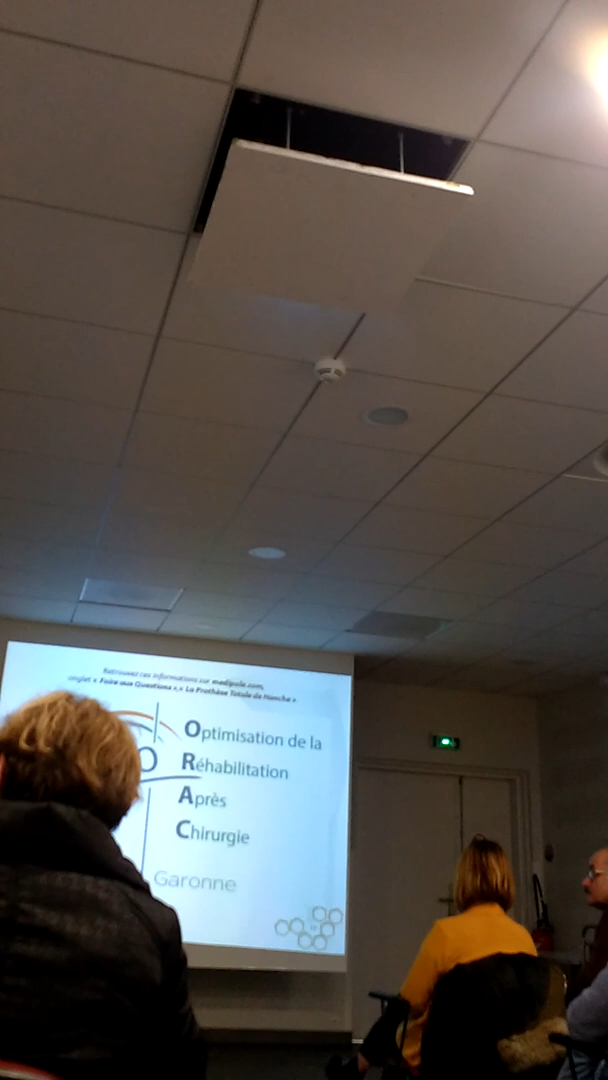 Retrouvez ces informations sur medipole.com,
onglet « Foire aux Questions », « La Prothèse Totale de Hanche »
Optimisation de la
Réhabilitation
Après
Chirurgie
Garonne